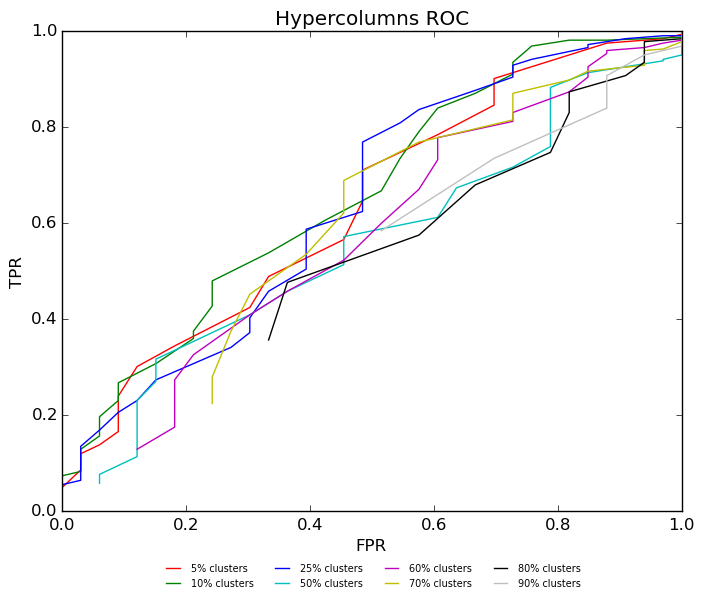 Hypercolumns ROC
1.0
0.8
0.6
0.4
0.2
0.0
TPR
0.0 0.2 0.4 0.6 0.8 1.0
FPR
5% clusters 25% clusters 60% clusters 80% clusters
10% clusters 50% clusters 70% clusters 90% clusters